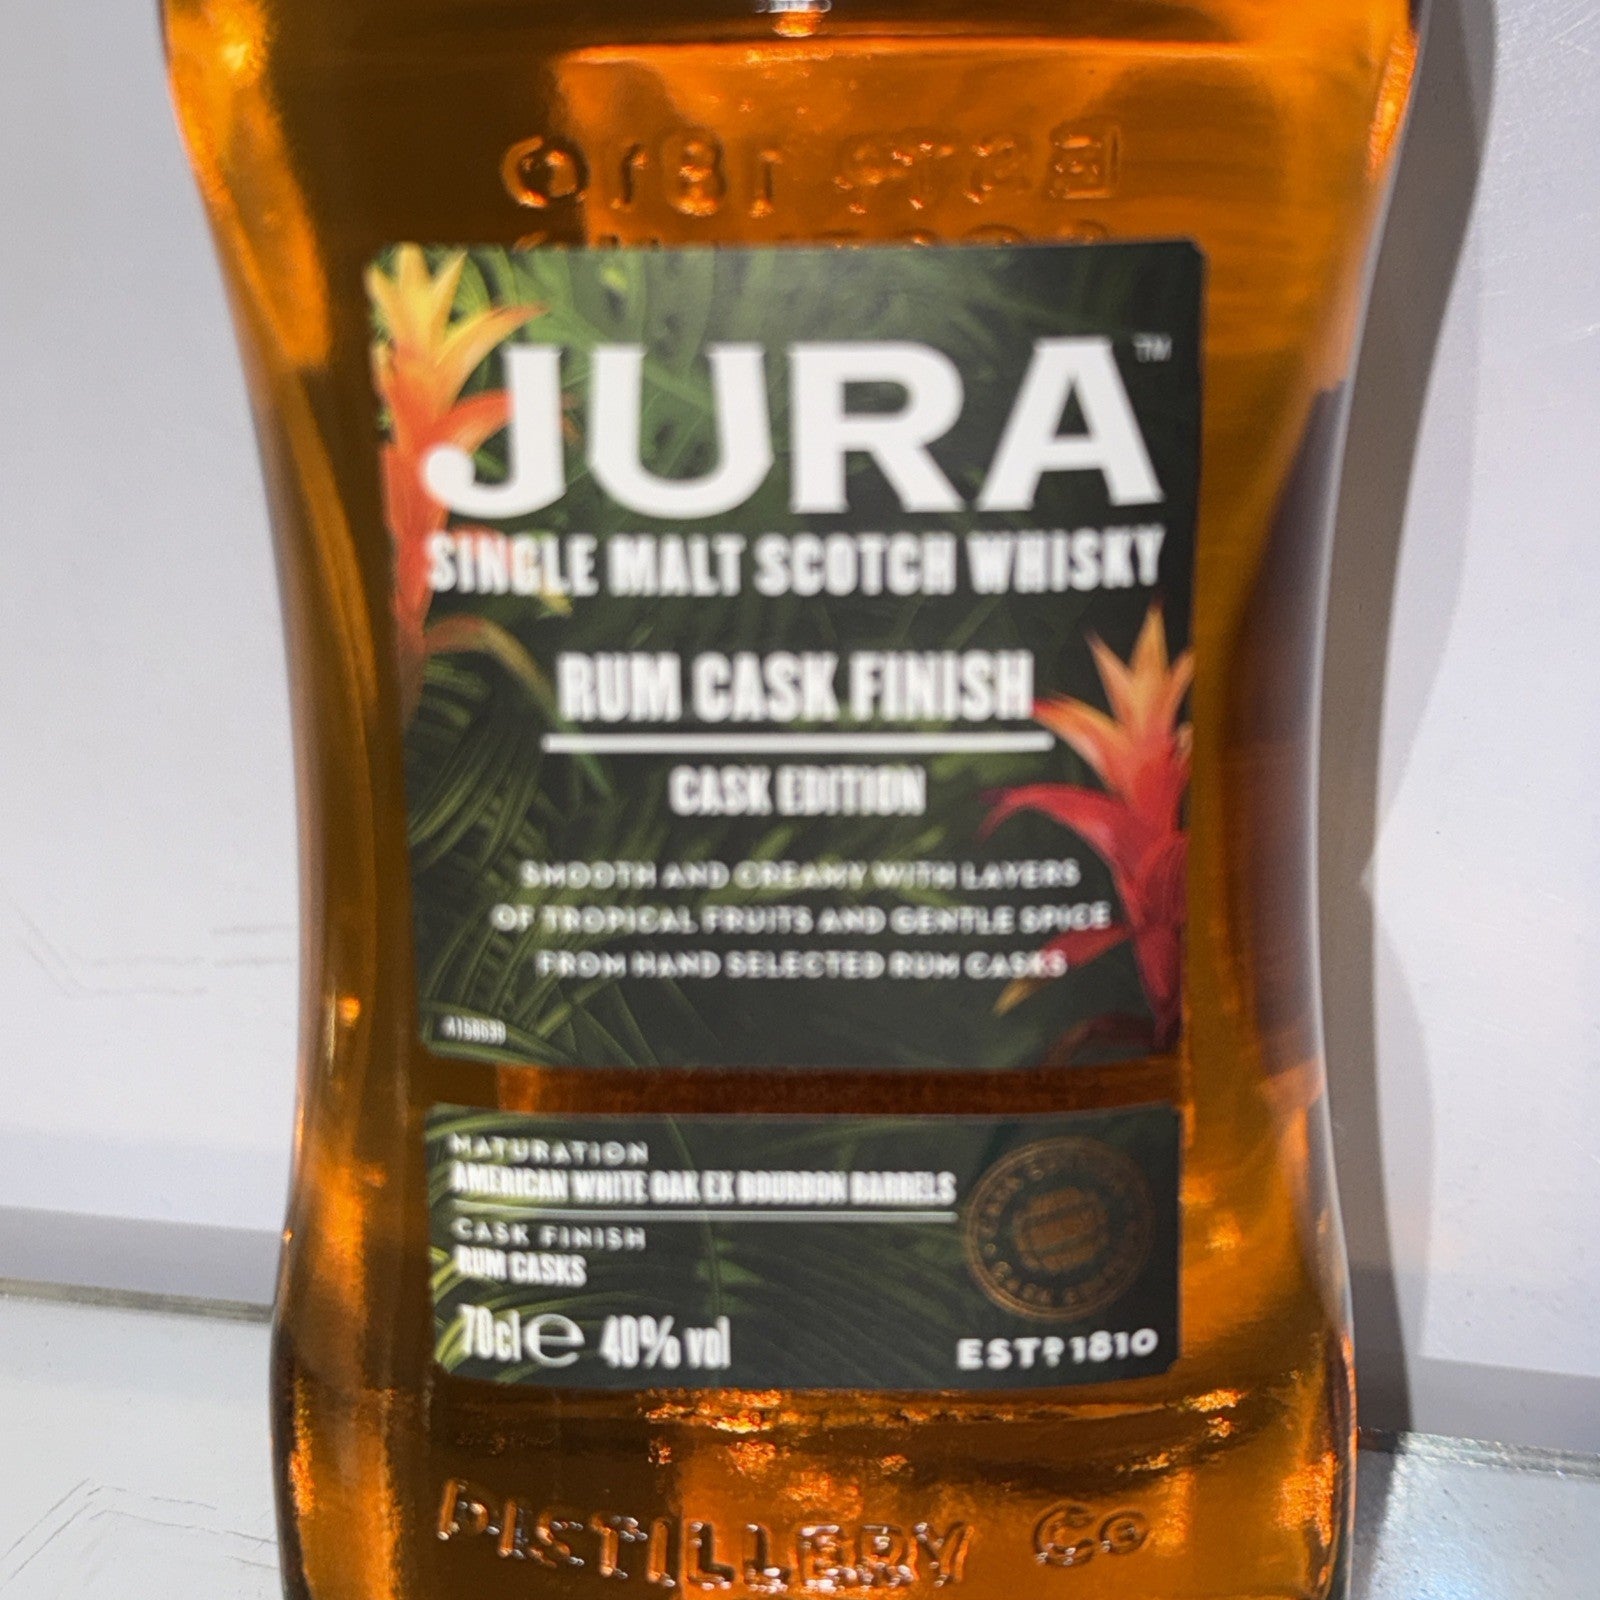 JURA™
SINGLE MALT SCOTCH WHISKY
RUM CASK FINISH
CASK EDITION
SMOOTH AND CREAMY WITH LAYERS
OF TROPICAL FRUITS AND GENTLE SPICE
FROM HAND SELECTED RUM CASKS
MATURATION
AMERICAN WHITE OAK EX BOURBON BARRELS
CASK FINISH
RUM CASKS
70cl e 40% vol
ESTD 1810
DISTILLERY Co